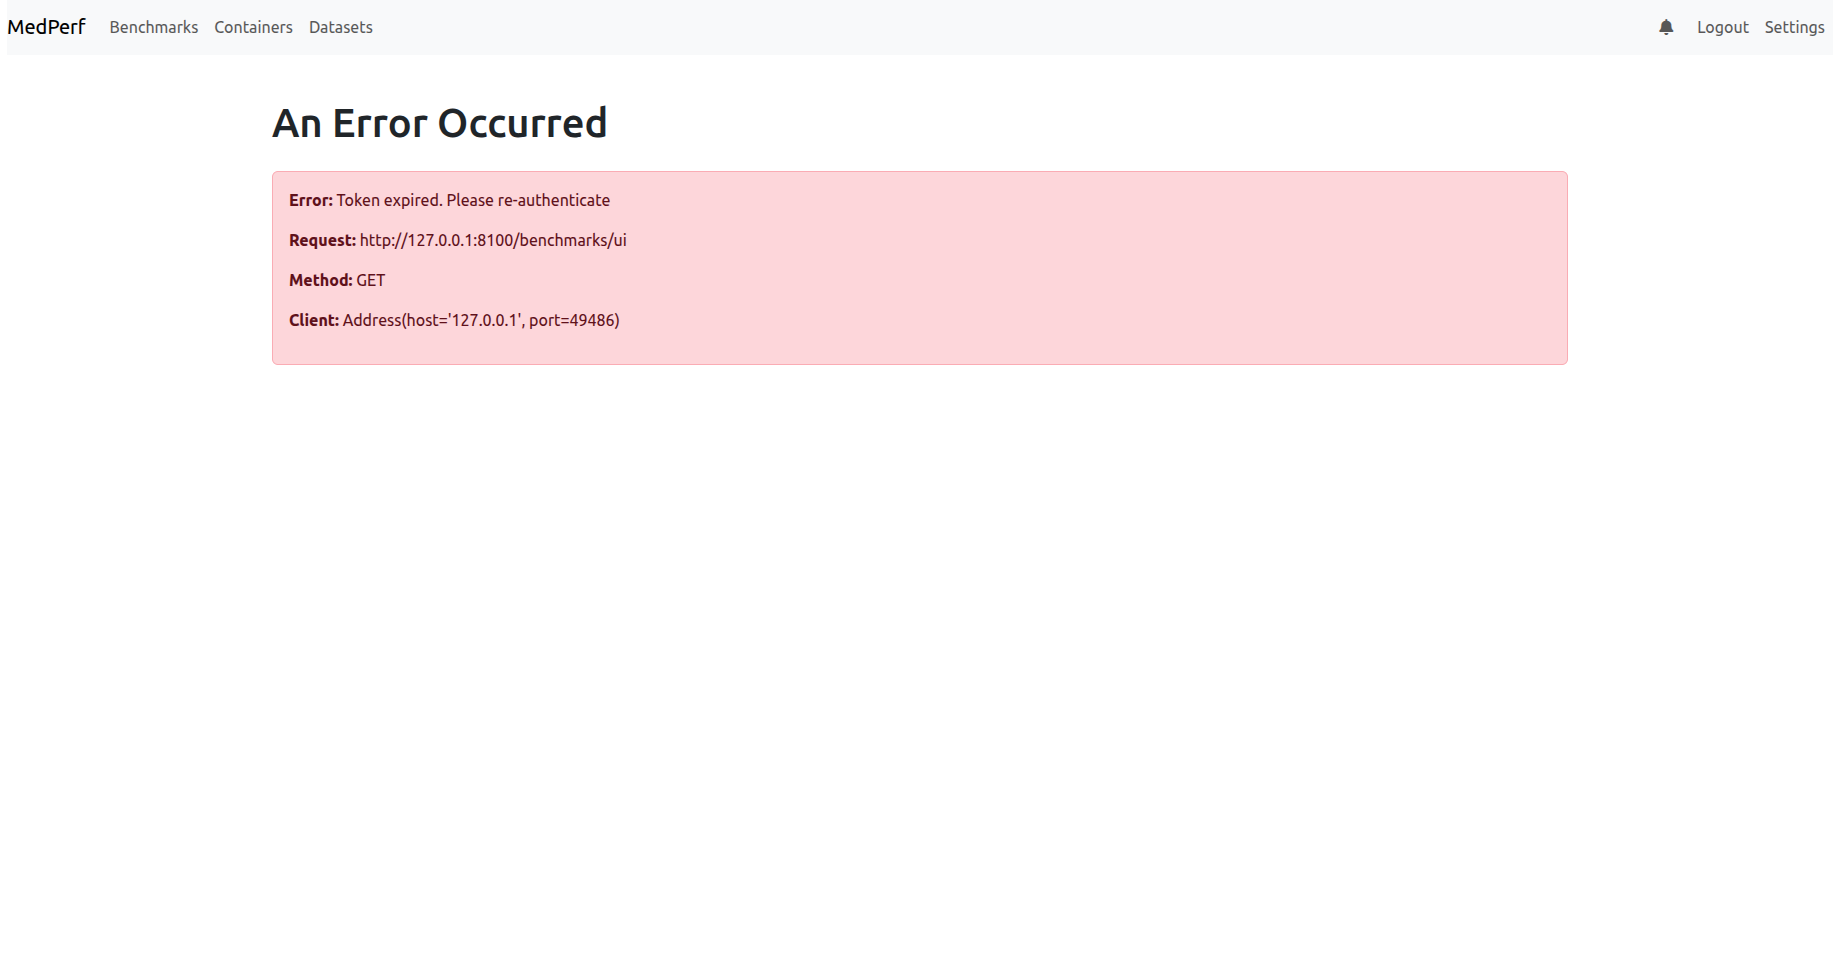 MedPerf Benchmarks Containers Datasets Logout Settings
An Error Occurred
Error: Token expired. Please re-authenticate
Request: http://127.0.0.1:8100/benchmarks/ui
Method: GET
Client: Address(host='127.0.0.1', port=49486)